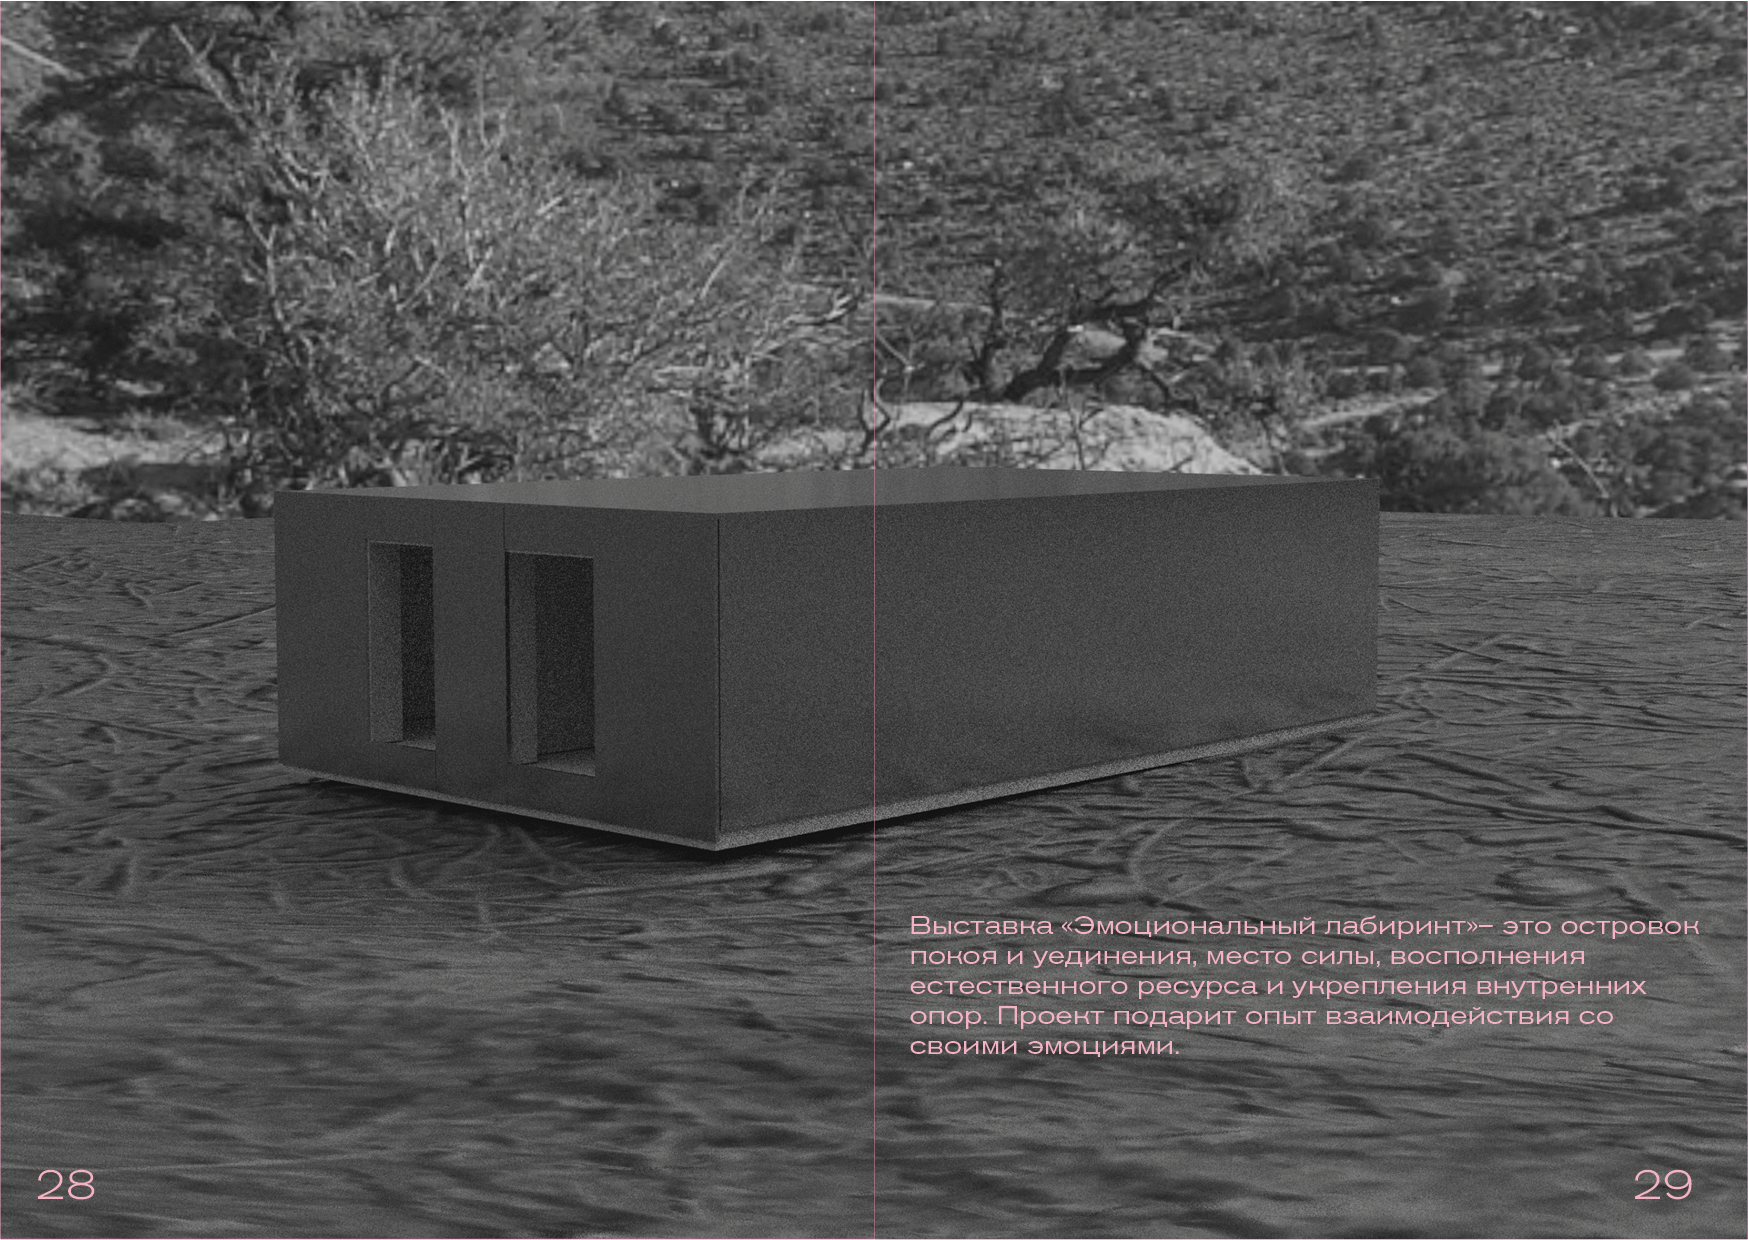 Выставка «Эмоциональный лабиринт»– это островок
покоя и уединения, место силы, восполнения
естественного ресурса и укрепления внутренних
опор. Проект подарит опыт взаимодействия со
своими эмоциями.
28
29